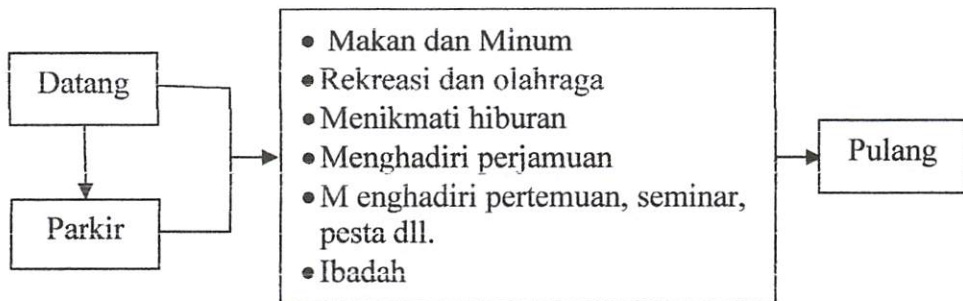 Datang
Parkir
• Makan dan Minum
• Rekreasi dan olahraga
• Menikmati hiburan
• Menghadiri perjamuan
• M enghadiri pertemuan, seminar,
pesta dll.
• Ibadah
Pulang